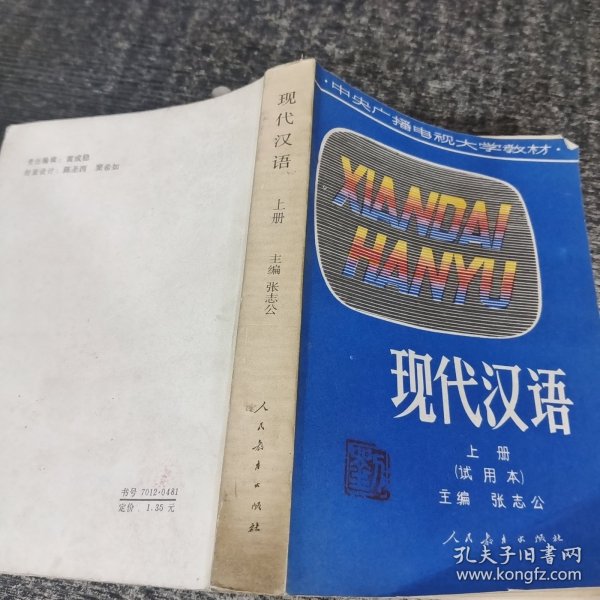 责任编辑：黄成稳
封面设计：陈圣西 窦希如
书号 7012·0481
定价 1.35 元
现代汉语
上册
主编 张志公
人民教育出版社
·中央广播电视大学教材·
XIANDAI
HANYU
现代汉语
上册
(试用本)
主编 张志公
人民教育出版社
孔夫子旧书网
www.kongfz.com